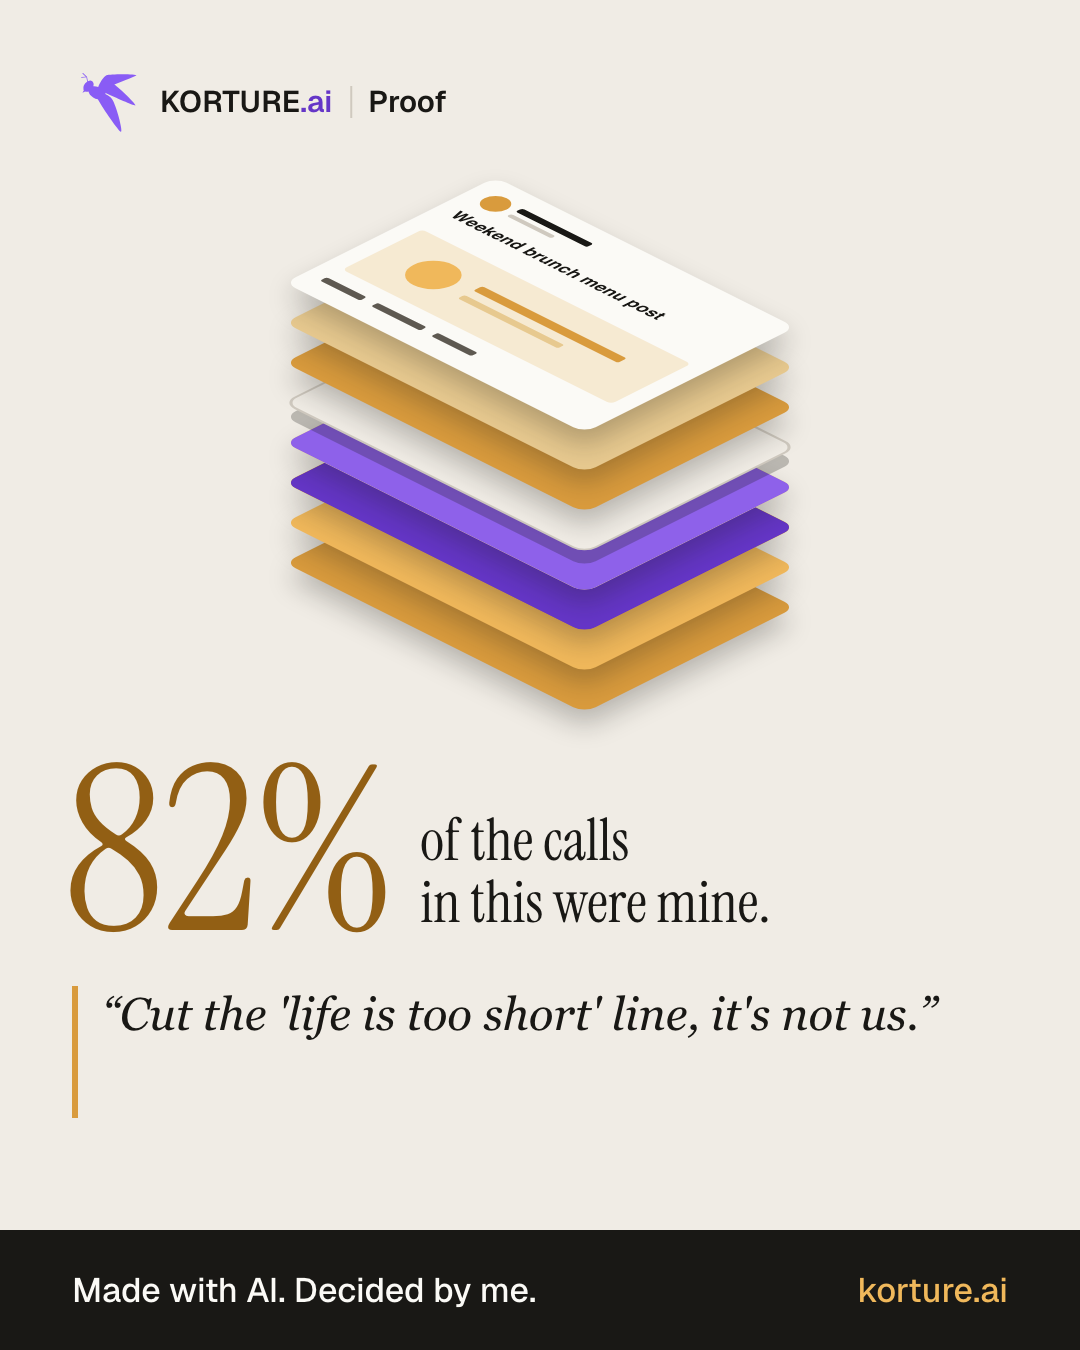 KORTURE.ai | Proof
Weekend brunch menu post
82%
of the calls
in this were mine.
“Cut the 'life is too short' line, it's not us.”
Made with AI. Decided by me.
korture.ai